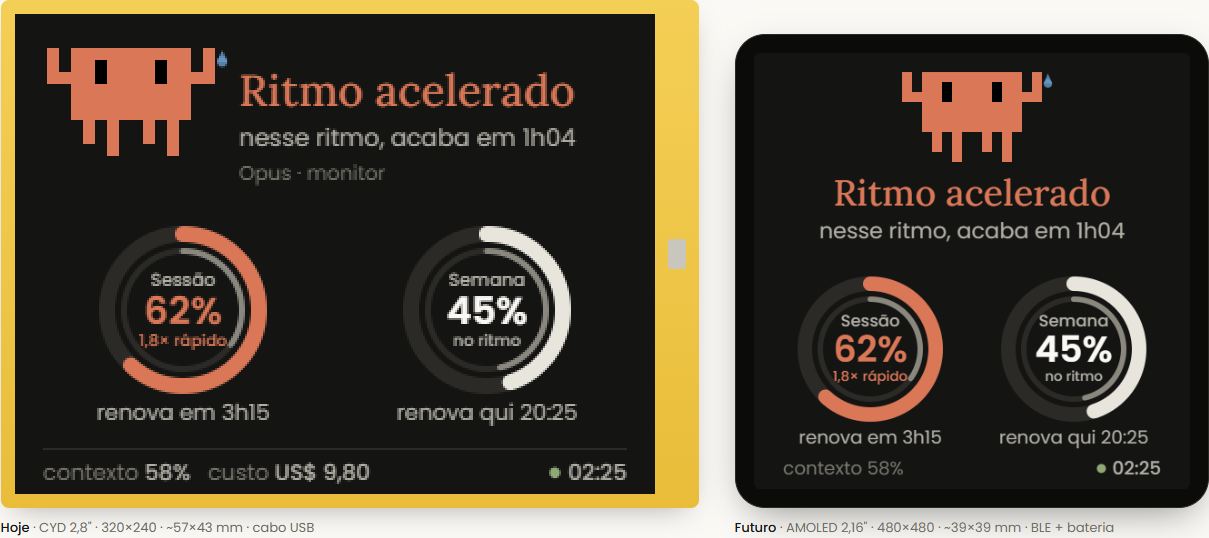 Ritmo acelerado
nesse ritmo, acaba em 1h04
Opus · monitor
Sessão
62%
1,8× rápido
renova em 3h15
Semana
45%
no ritmo
renova qui 20:25
contexto 58% custo US$ 9,80
02:25
Hoje · CYD 2,8" · 320×240 · ~57×43 mm · cabo USB
Ritmo acelerado
nesse ritmo, acaba em 1h04
Sessão
62%
1,8× rápido
renova em 3h15
Semana
45%
no ritmo
renova qui 20:25
contexto 58%
02:25
Futuro · AMOLED 2,16" · 480×480 · ~39×39 mm · BLE + bateria